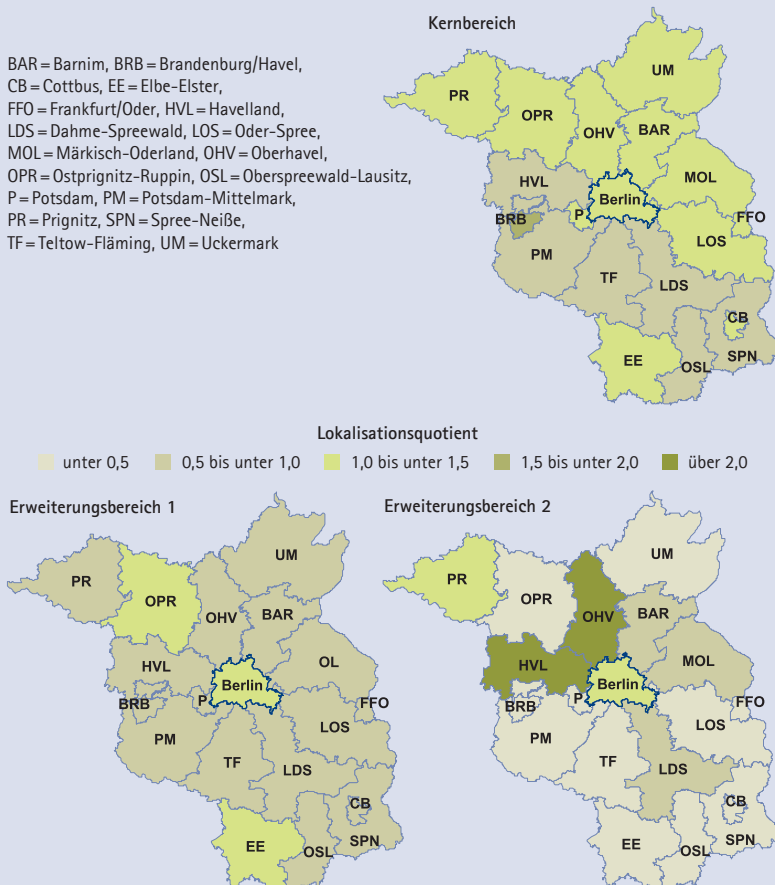 Kernbereich
BAR = Barnim, BRB = Brandenburg/Havel,
CB = Cottbus, EE = Elbe-Elster,
FFO = Frankfurt/Oder, HVL = Havelland,
LDS = Dahme-Spreewald, LOS = Oder-Spree,
MOL = Märkisch-Oderland, OHV = Oberhavel,
OPR = Ostprignitz-Ruppin, OSL = Oberspreewald-Lausitz,
P = Potsdam, PM = Potsdam-Mittelmark,
PR = Prignitz, SPN = Spree-Neiße,
TF = Teltow-Fläming, UM = Uckermark
UM
PR
OPR
OHV
BAR
HVL
MOL
Berlin
BRB
P
FFO
LOS
PM
TF
LDS
CB
SPN
EE
OSL
Lokalisationsquotient
unter 0,5
0,5 bis unter 1,0
1,0 bis unter 1,5
1,5 bis unter 2,0
über 2,0
Erweiterungsbereich 1
UM
PR
OPR
OHV
BAR
HVL
OL
Berlin
BRB
P
FFO
LOS
PM
TF
LDS
CB
SPN
EE
OSL
Erweiterungsbereich 2
UM
PR
OPR
OHV
BAR
HVL
MOL
Berlin
BRB
P
FFO
LOS
PM
TF
LDS
CB
SPN
EE
OSL